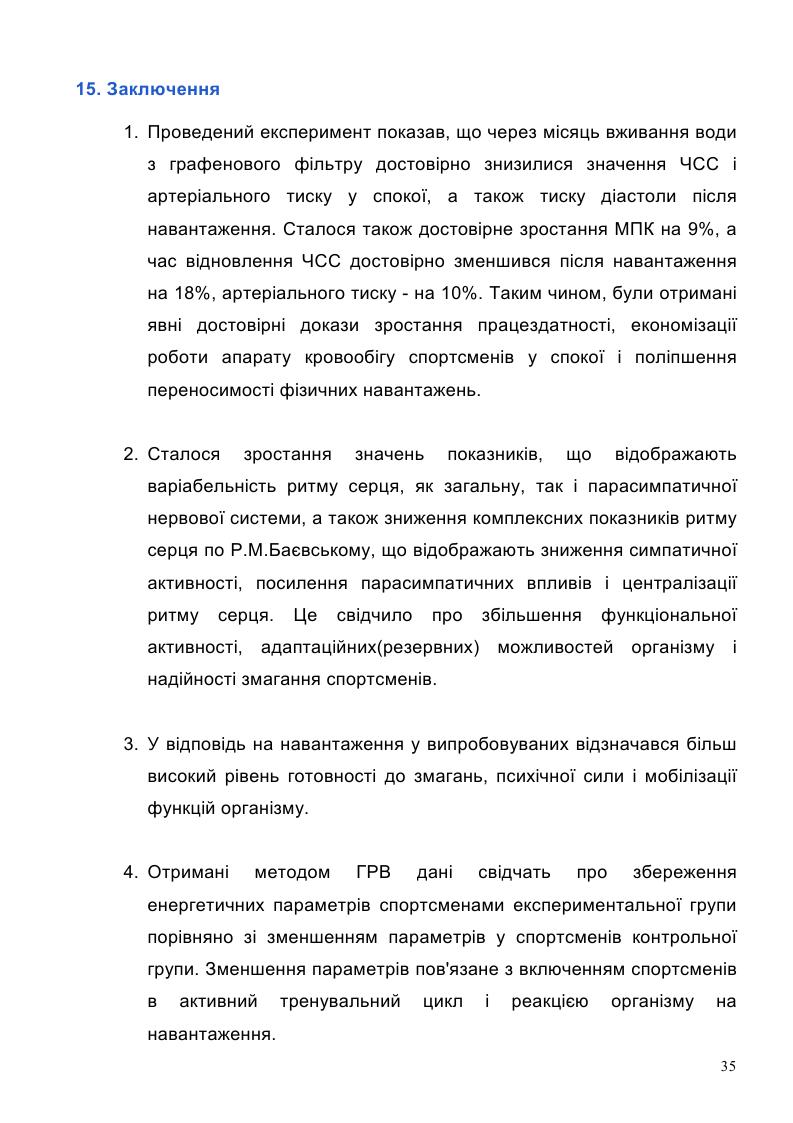 15. Заключення
1. Проведений експеримент показав, що через місяць вживання води
з графенового фільтру достовірно знизилися значення ЧСС і
артеріального тиску у спокої, а також тиску діастоли після
навантаження. Сталося також достовірне зростання МПК на 9%, а
час відновлення ЧСС достовірно зменшився після навантаження
на 18%, артеріального тиску - на 10%. Таким чином, були отримані
явні достовірні докази зростання працездатності, економізації
роботи апарату кровообігу спортсменів у спокої і поліпшення
переносимості фізичних навантажень.
2. Сталося зростання значень показників, що відображають
варіабельність ритму серця, як загальну, так і парасимпатичної
нервової системи, а також зниження комплексних показників ритму
серця по Р.М.Баєвському, що відображають зниження симпатичної
активності, посилення парасимпатичних впливів і централізації
ритму серця. Це свідчило про збільшення функціональної
активності, адаптаційних(резервних) можливостей організму і
надійності змагання спортсменів.
3. У відповідь на навантаження у випробовуваних відзначався більш
високий рівень готовності до змагань, психічної сили і мобілізації
функцій організму.
4. Отримані методом ГРВ дані свідчать про збереження
енергетичних параметрів спортсменами експериментальної групи
порівняно зі зменшенням параметрів у спортсменів контрольної
групи. Зменшення параметрів пов'язане з включенням спортсменів
в активний тренувальний цикл і реакцією організму на
навантаження.
35